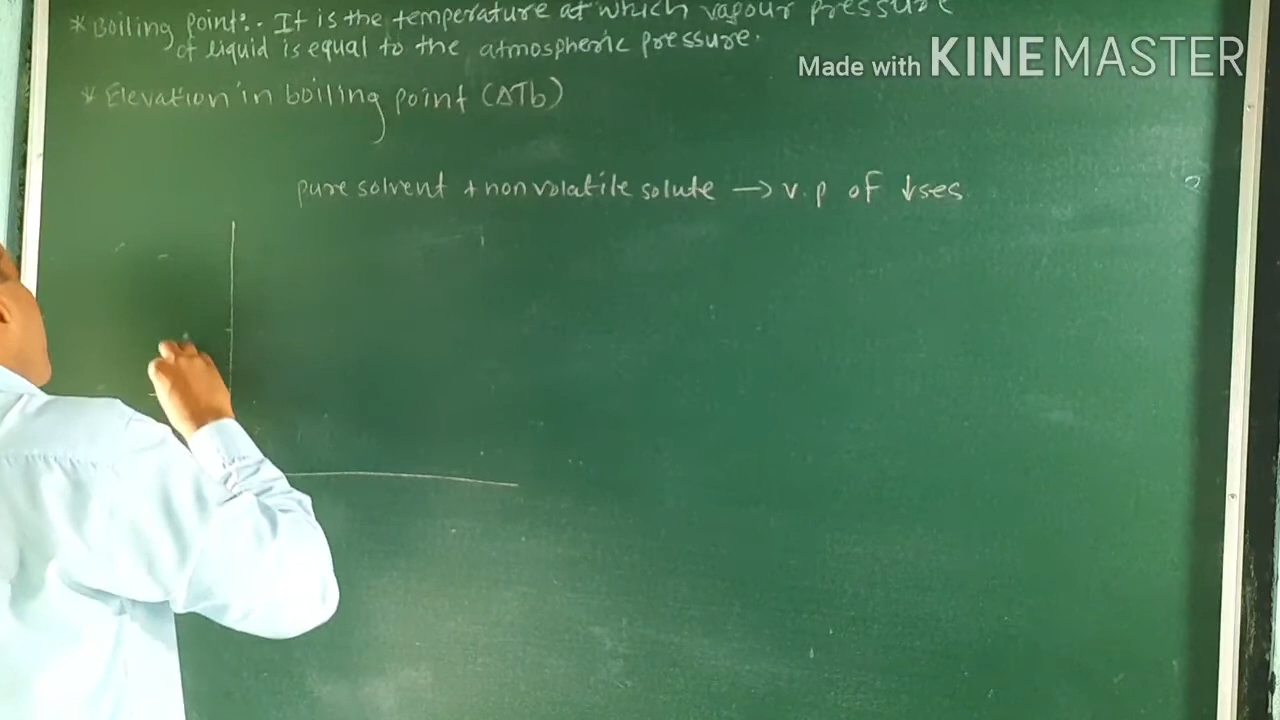 * Boiling point:- It is the temperature at which vapour pressure
of liquid is equal to the atmospheric pressure.
Made with KINEMASTER
* Elevation in boiling point (ΔTb)
pure solvent + non volatile solute → v.p of ↓ses